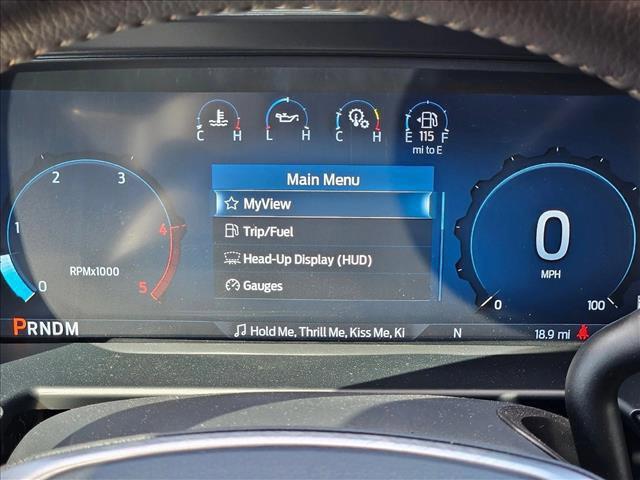 C H
L H
C H
E 115 F
mi to E
Main Menu
MyView
Trip/Fuel
Head-Up Display (HUD)
Gauges
0 1 2 3 4 5
RPMx1000
0
MPH
0 100
PRNDM
Hold Me, Thrill Me, Kiss Me, Ki
N
18.9 mi